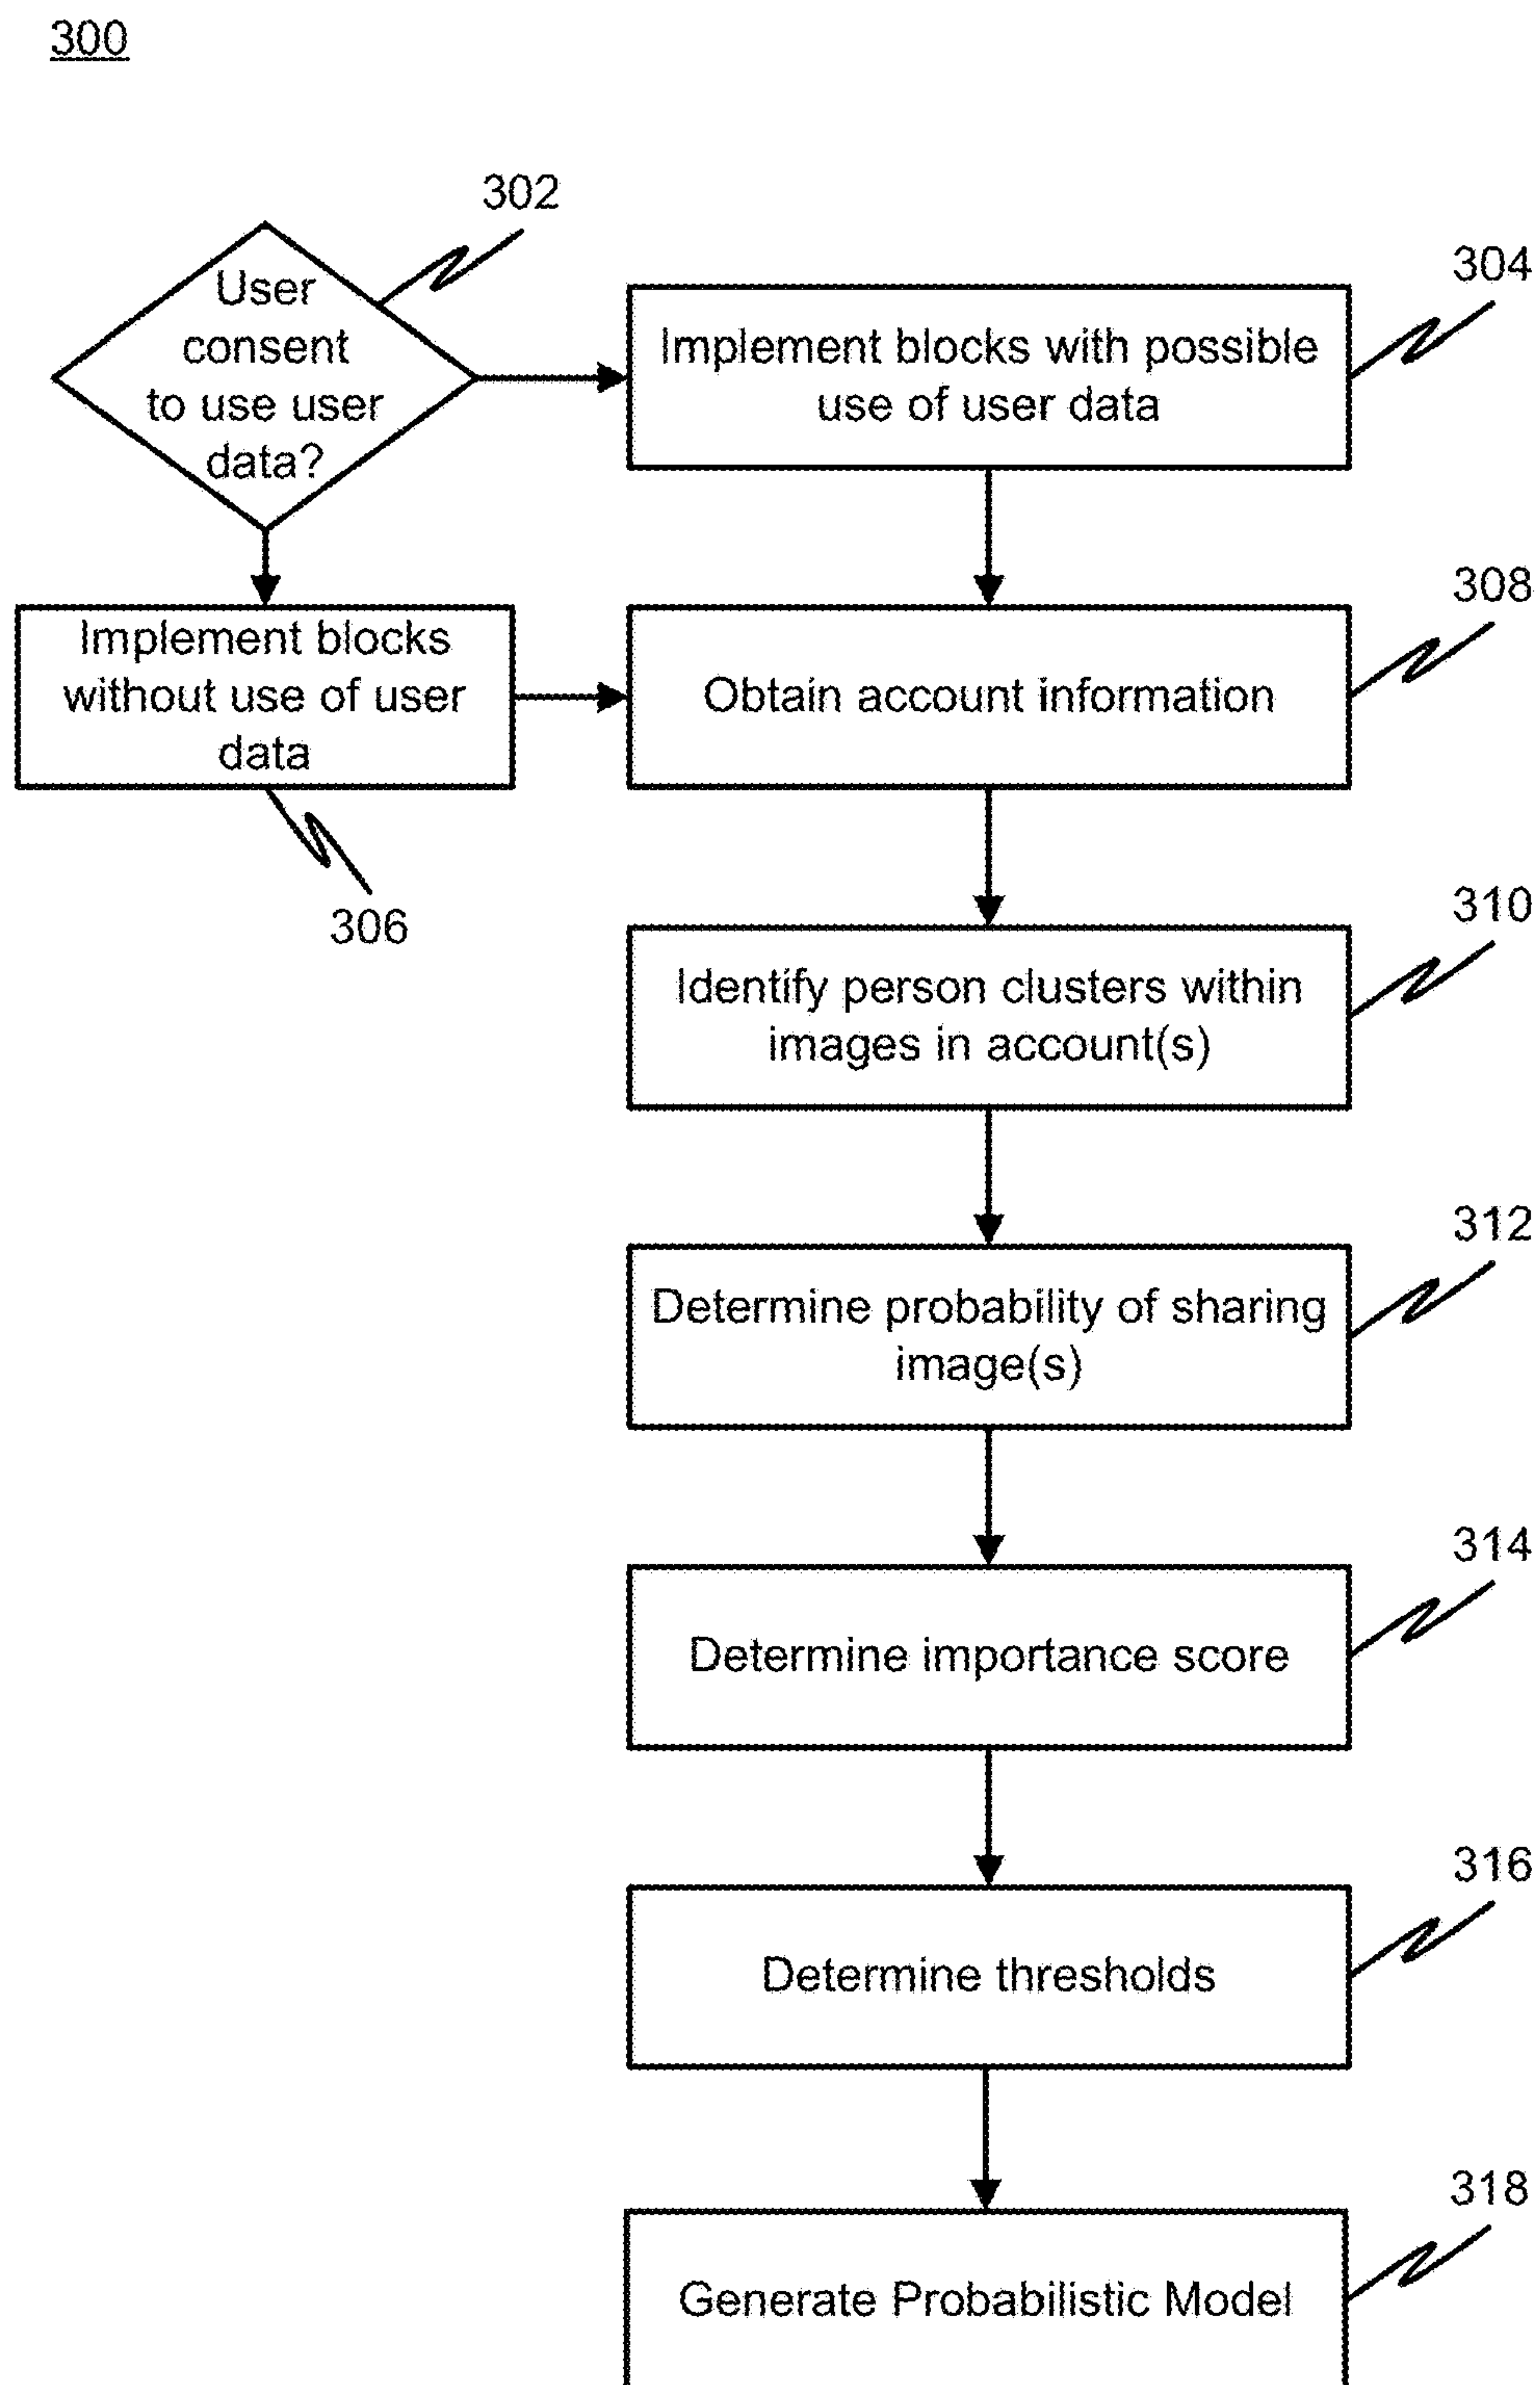 300
302
User
consent
to use user
data?
304
Implement blocks with possible
use of user data
Implement blocks
without use of user
data
306
308
Obtain account information
310
Identify person clusters within
images in account(s)
312
Determine probability of sharing
image(s)
314
Determine importance score
316
Determine thresholds
318
Generate Probabilistic Model